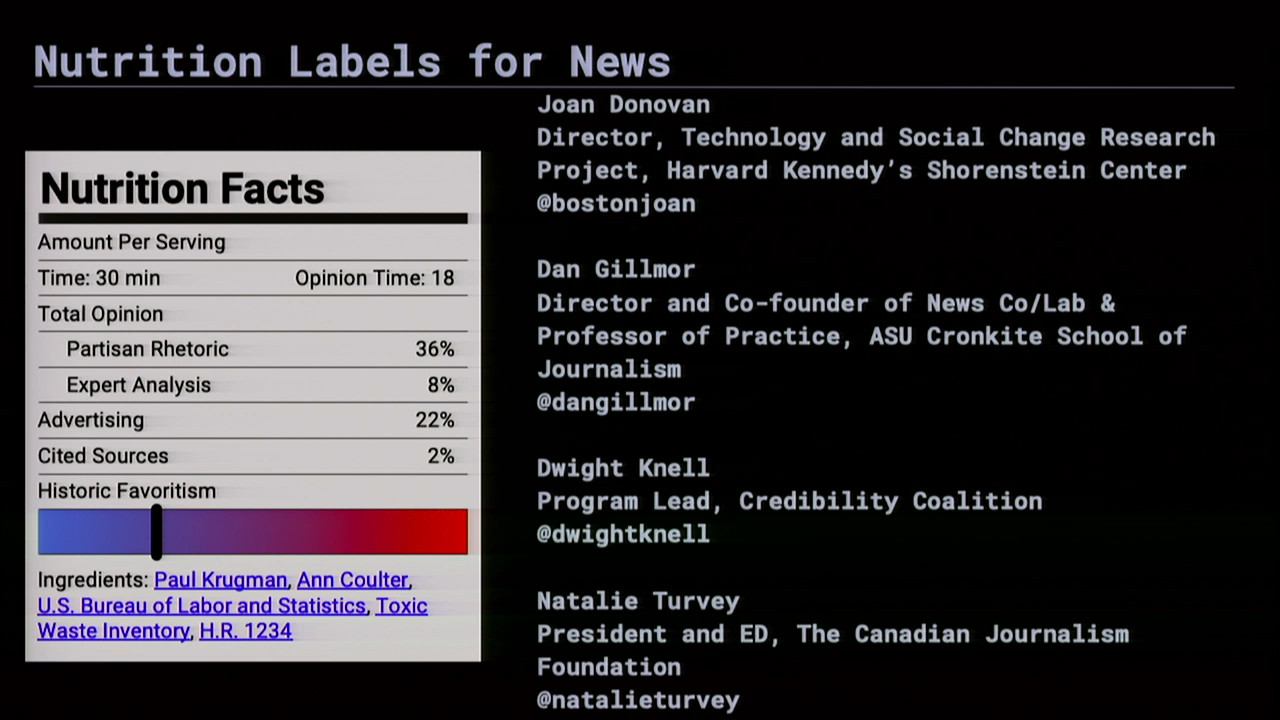 Nutrition Labels for News
Nutrition Facts
Amount Per Serving
Time: 30 min Opinion Time: 18
Total Opinion
Partisan Rhetoric 36%
Expert Analysis 8%
Advertising 22%
Cited Sources 2%
Historic Favoritism
Ingredients: Paul Krugman, Ann Coulter,
U.S. Bureau of Labor and Statistics, Toxic
Waste Inventory, H.R. 1234
Joan Donovan
Director, Technology and Social Change Research
Project, Harvard Kennedy’s Shorenstein Center
@bostonjoan
Dan Gillmor
Director and Co-founder of News Co/Lab &
Professor of Practice, ASU Cronkite School of
Journalism
@dangillmor
Dwight Knell
Program Lead, Credibility Coalition
@dwightknell
Natalie Turvey
President and ED, The Canadian Journalism
Foundation
@natalieturvey